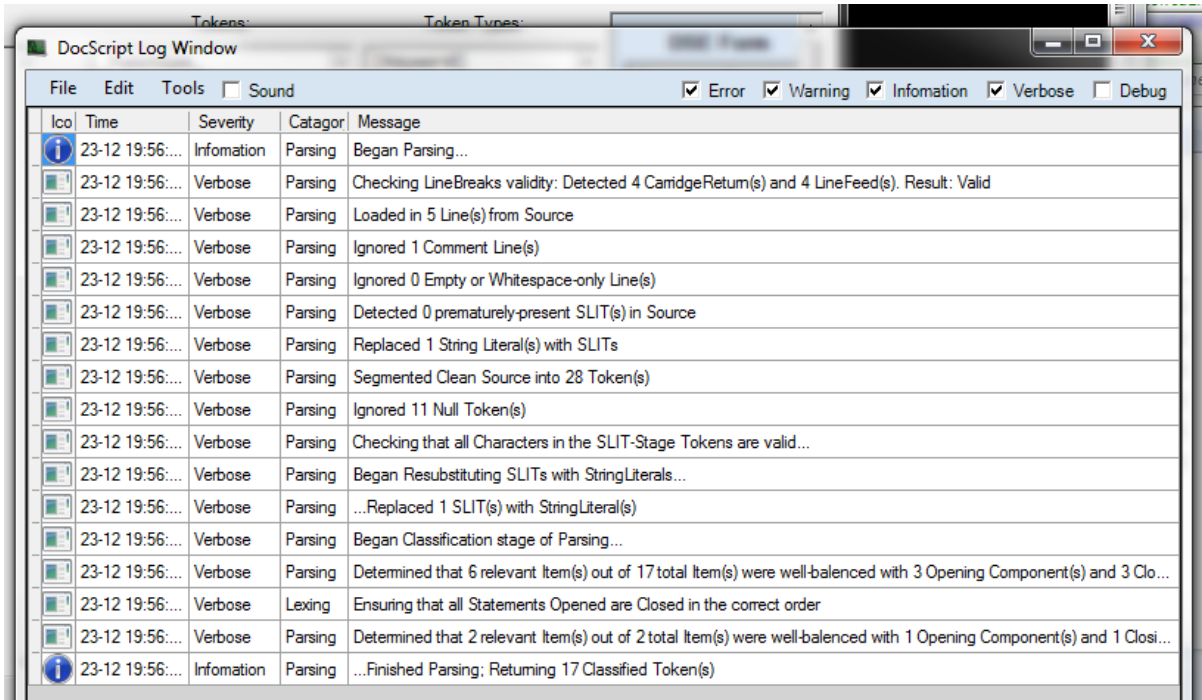 Tokens:
Token Types:
DocScript Log Window
File Edit Tools Sound Error Warning Infomation Verbose Debug
Ico Time Severity Catagor Message
23-12 19:56:... Infomation Parsing Began Parsing...
23-12 19:56:... Verbose Parsing Checking LineBreaks validity: Detected 4 CarridgeReturn(s) and 4 LineFeed(s). Result: Valid
23-12 19:56:... Verbose Parsing Loaded in 5 Line(s) from Source
23-12 19:56:... Verbose Parsing Ignored 1 Comment Line(s)
23-12 19:56:... Verbose Parsing Ignored 0 Empty or Whitespace-only Line(s)
23-12 19:56:... Verbose Parsing Detected 0 prematurely-present SLIT(s) in Source
23-12 19:56:... Verbose Parsing Replaced 1 String Literal(s) with SLITs
23-12 19:56:... Verbose Parsing Segmented Clean Source into 28 Token(s)
23-12 19:56:... Verbose Parsing Ignored 11 Null Token(s)
23-12 19:56:... Verbose Parsing Checking that all Characters in the SLIT-Stage Tokens are valid...
23-12 19:56:... Verbose Parsing Began Resubstituting SLITs with StringLiterals...
23-12 19:56:... Verbose Parsing ...Replaced 1 SLIT(s) with StringLiteral(s)
23-12 19:56:... Verbose Parsing Began Classification stage of Parsing...
23-12 19:56:... Verbose Parsing Determined that 6 relevant Item(s) out of 17 total Item(s) were well-balenced with 3 Opening Component(s) and 3 Clo...
23-12 19:56:... Verbose Lexing Ensuring that all Statements Opened are Closed in the correct order
23-12 19:56:... Verbose Parsing Determined that 2 relevant Item(s) out of 2 total Item(s) were well-balenced with 1 Opening Component(s) and 1 Closi...
23-12 19:56:... Infomation Parsing ...Finished Parsing; Returning 17 Classified Token(s)